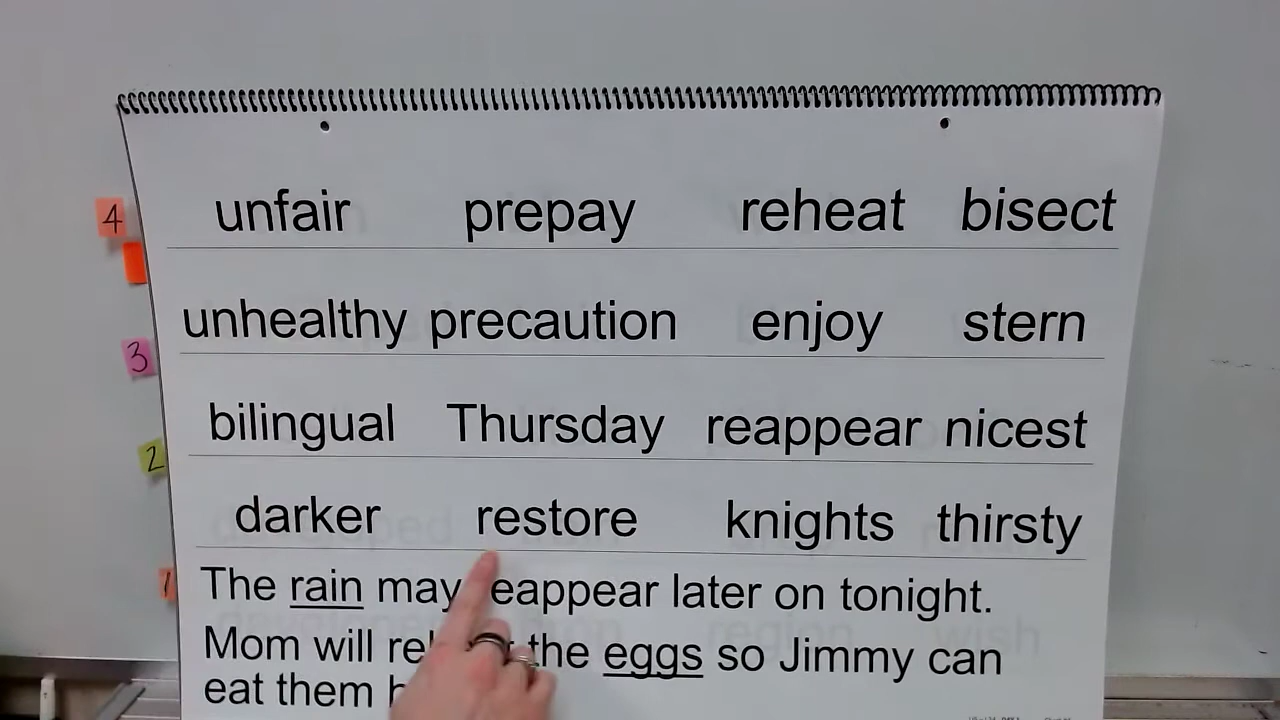 4 unfair prepay reheat bisect
unhealthy precaution enjoy stern
3
bilingual Thursday reappear nicest
2
darker restore knights thirsty
1 The rain may eappear later on tonight.
Mom will the eggs so Jimmy can
eat them